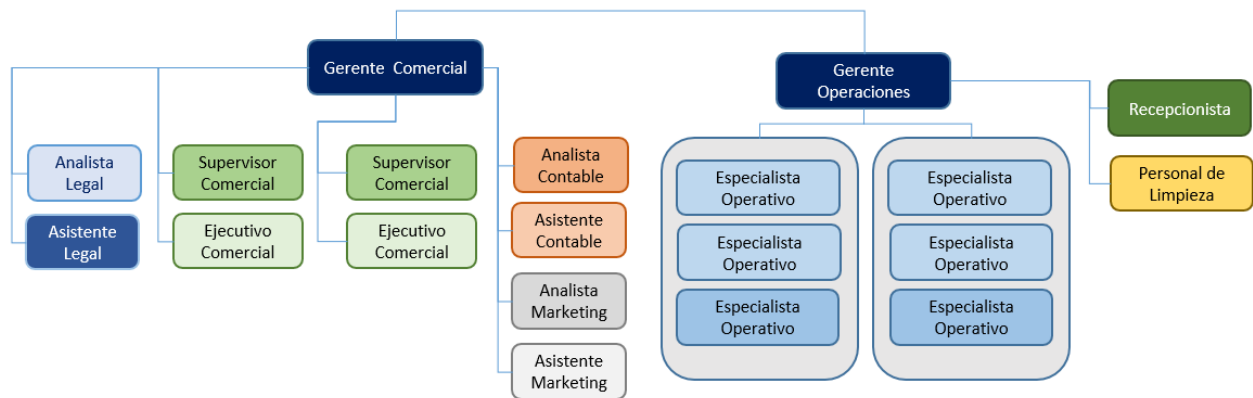 Gerente Comercial
Gerente
Operaciones
Recepcionista
Personal de
Limpieza
Analista
Legal
Asistente
Legal
Supervisor
Comercial
Ejecutivo
Comercial
Supervisor
Comercial
Ejecutivo
Comercial
Analista
Contable
Asistente
Contable
Analista
Marketing
Asistente
Marketing
Especialista
Operativo
Especialista
Operativo
Especialista
Operativo
Especialista
Operativo
Especialista
Operativo
Especialista
Operativo